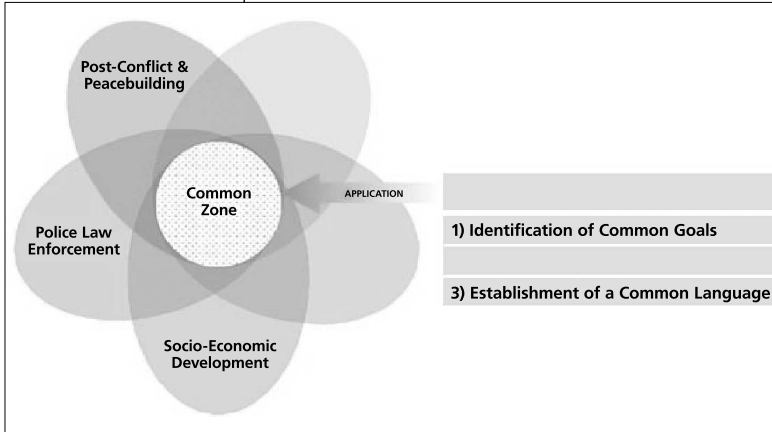 Post-Conflict &
Peacebuilding
Common
Zone
APPLICATION
Police Law
Enforcement
1) Identification of Common Goals
3) Establishment of a Common Language
Socio-Economic
Development